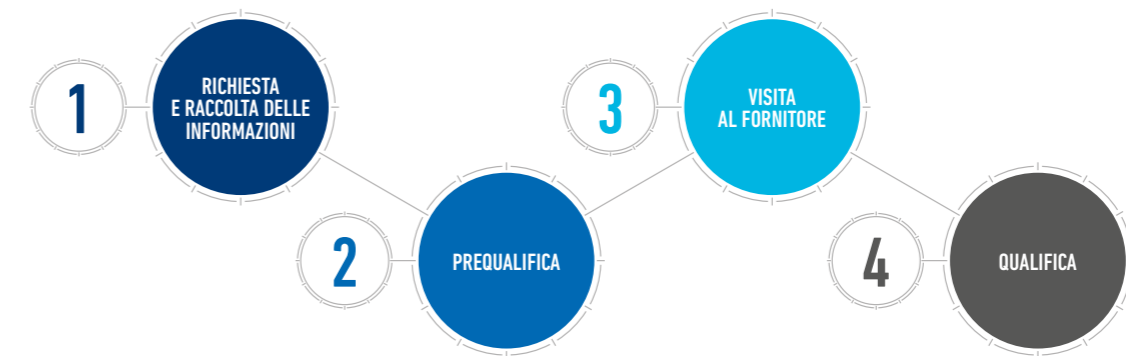 1
RICHIESTA
E RACCOLTA DELLE
INFORMAZIONI
2
PREQUALIFICA
3
VISITA
AL FORNITORE
4
QUALIFICA